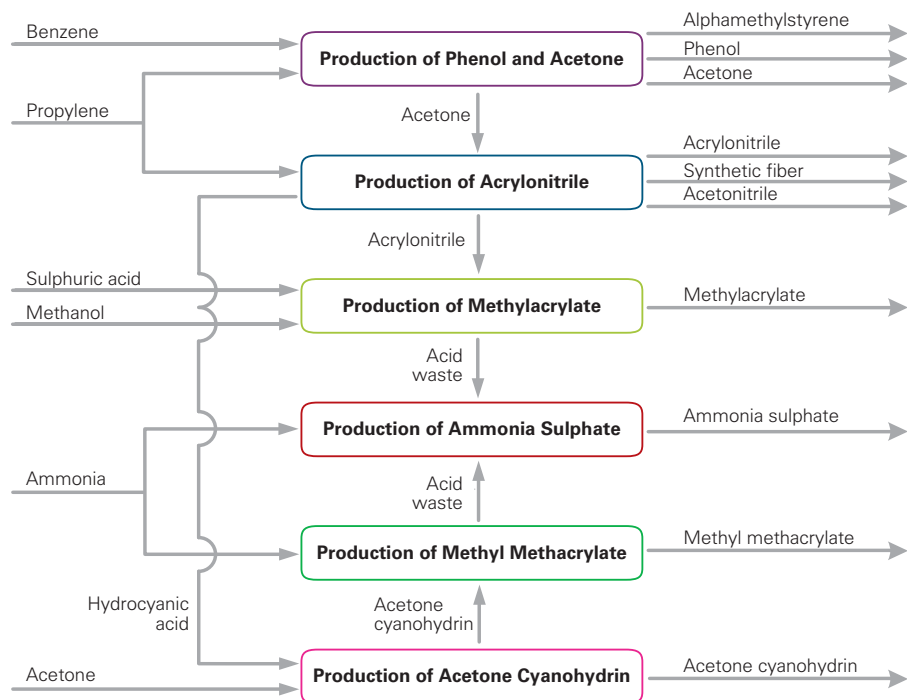 Benzene
Alphamethylstyrene
Production of Phenol and Acetone
Phenol
Acetone
Propylene
Acetone
Acrylonitrile
Production of Acrylonitrile
Synthetic fiber
Acetonitrile
Acrylonitrile
Sulphuric acid
Methanol
Production of Methylacrylate
Methylacrylate
Acid
waste
Production of Ammonia Sulphate
Ammonia sulphate
Ammonia
Acid
waste
Production of Methyl Methacrylate
Methyl methacrylate
Hydrocyanic
acid
Acetone
cyanohydrin
Acetone
Production of Acetone Cyanohydrin
Acetone cyanohydrin